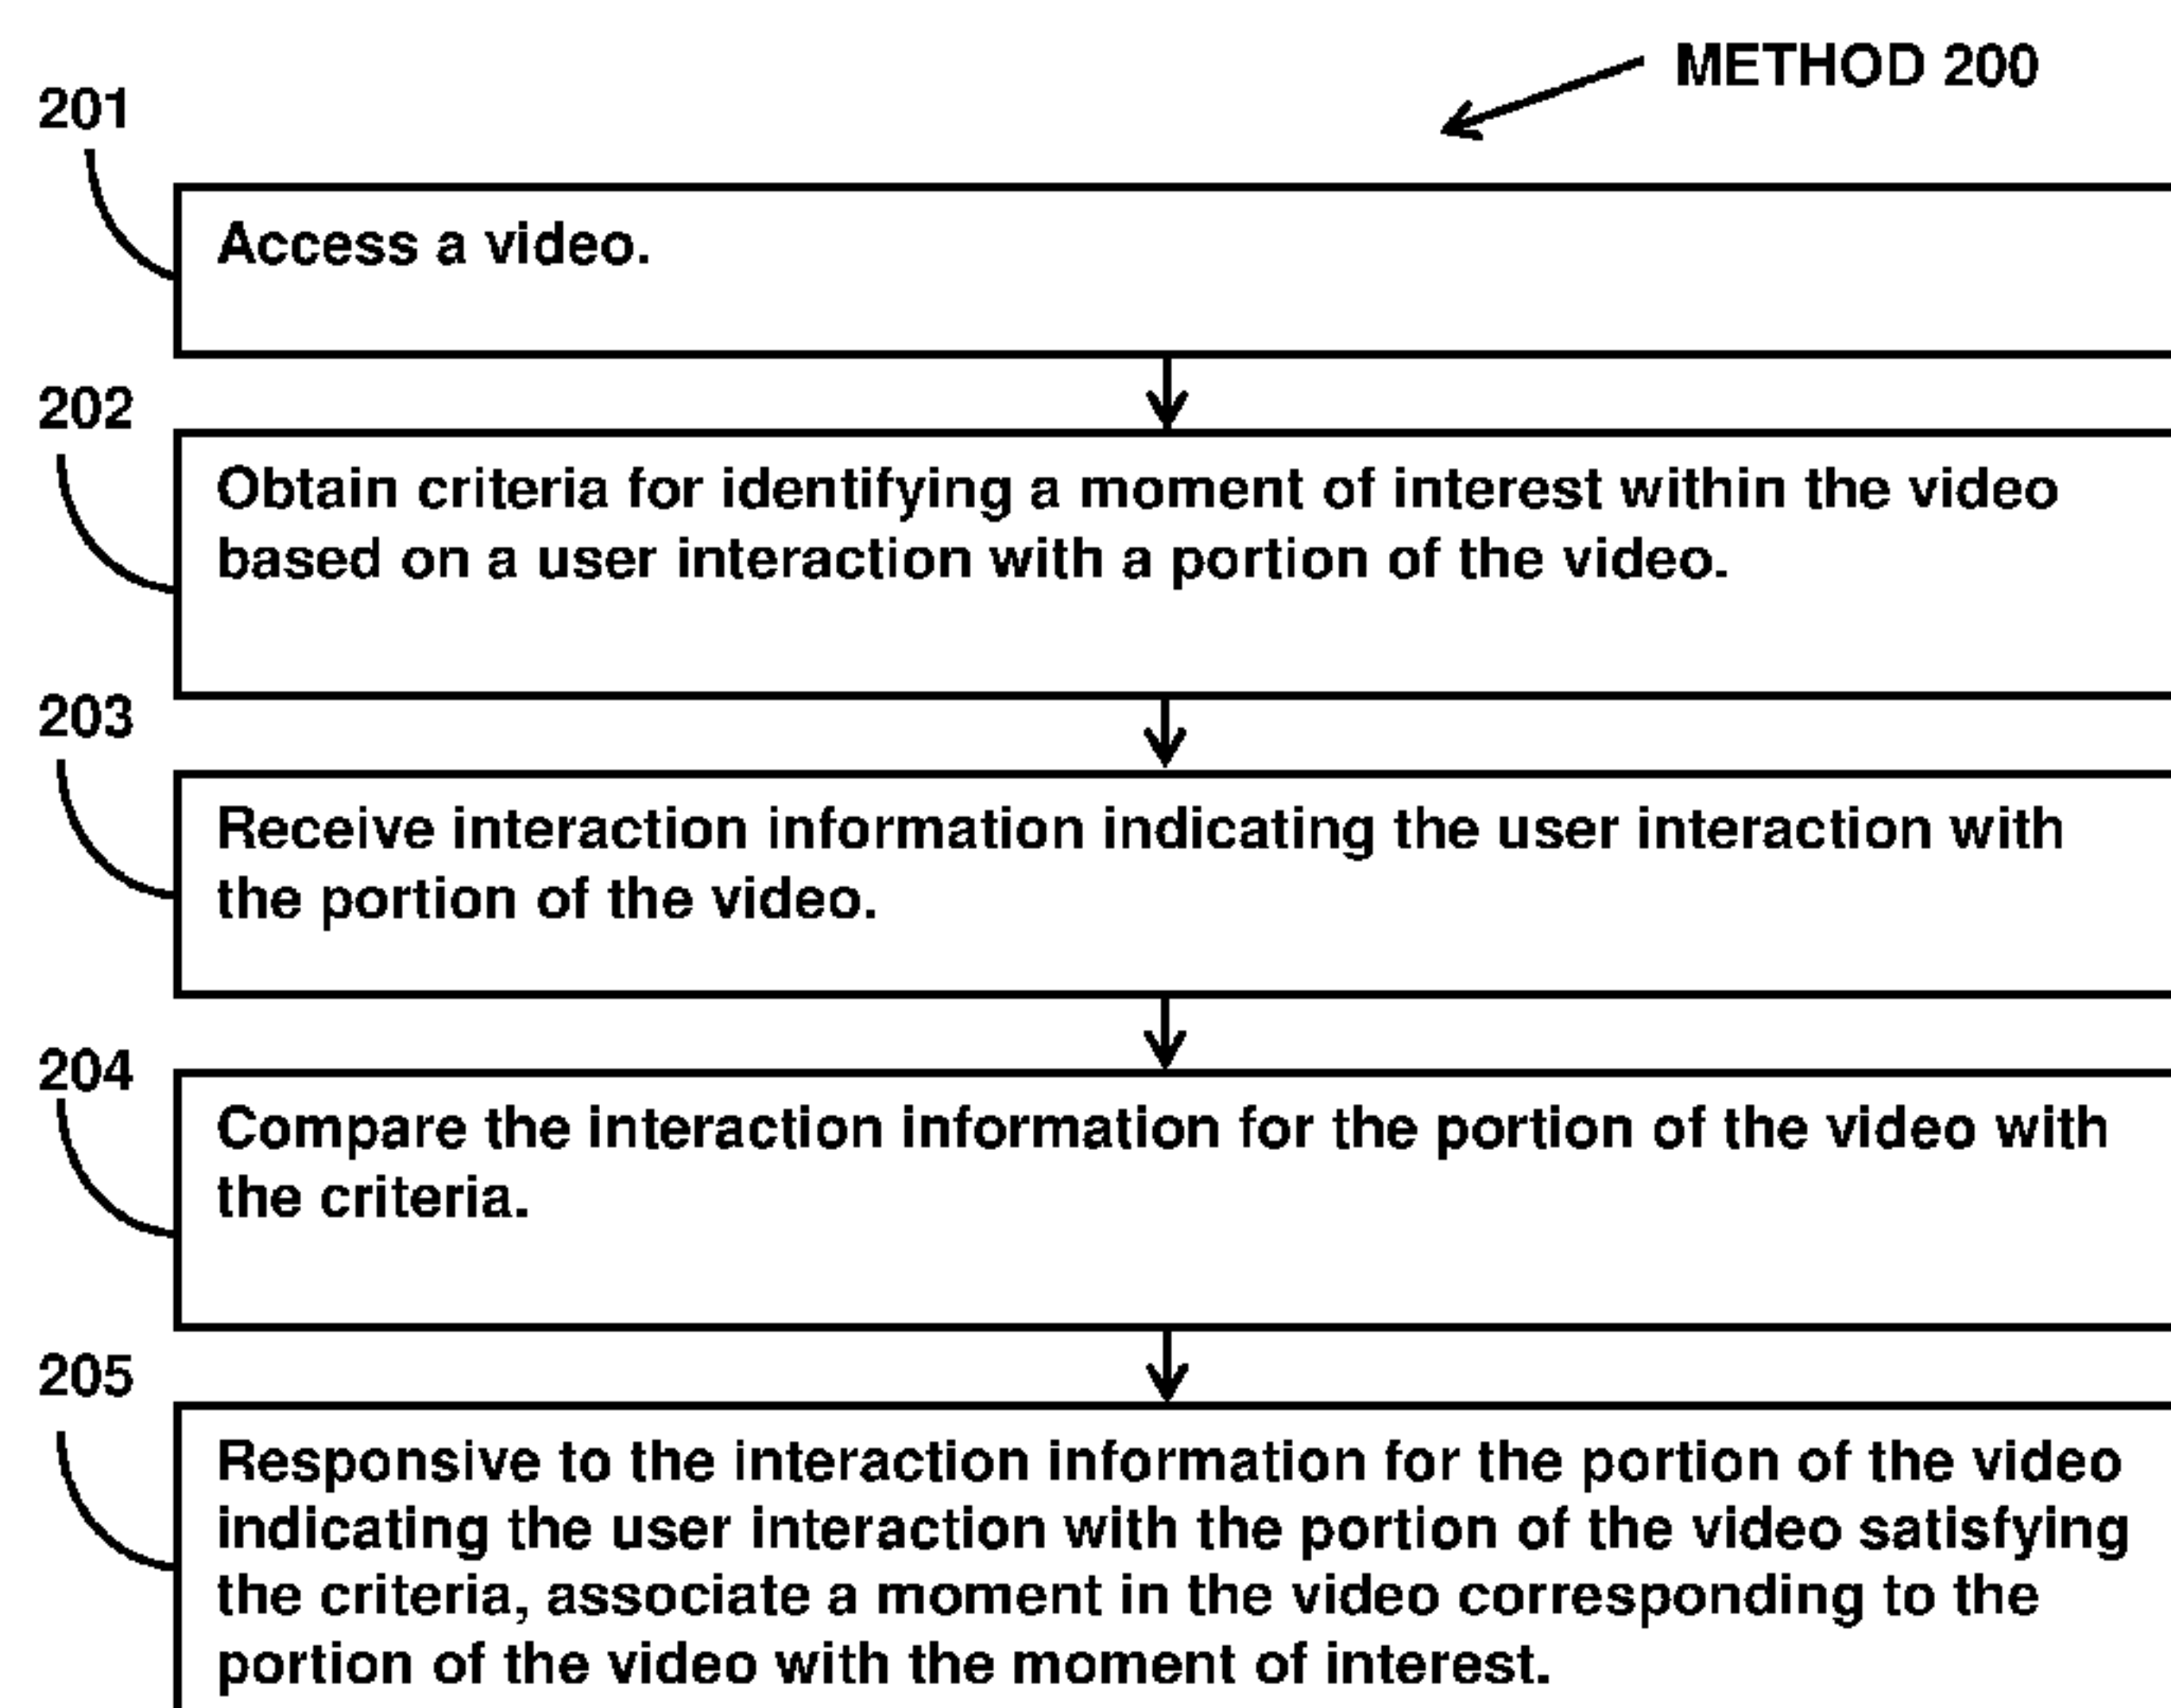 METHOD 200
201
Access a video.
202
Obtain criteria for identifying a moment of interest within the video
based on a user interaction with a portion of the video.
203
Receive interaction information indicating the user interaction with
the portion of the video.
204
Compare the interaction information for the portion of the video with
the criteria.
205
Responsive to the interaction information for the portion of the video
indicating the user interaction with the portion of the video satisfying
the criteria, associate a moment in the video corresponding to the
portion of the video with the moment of interest.